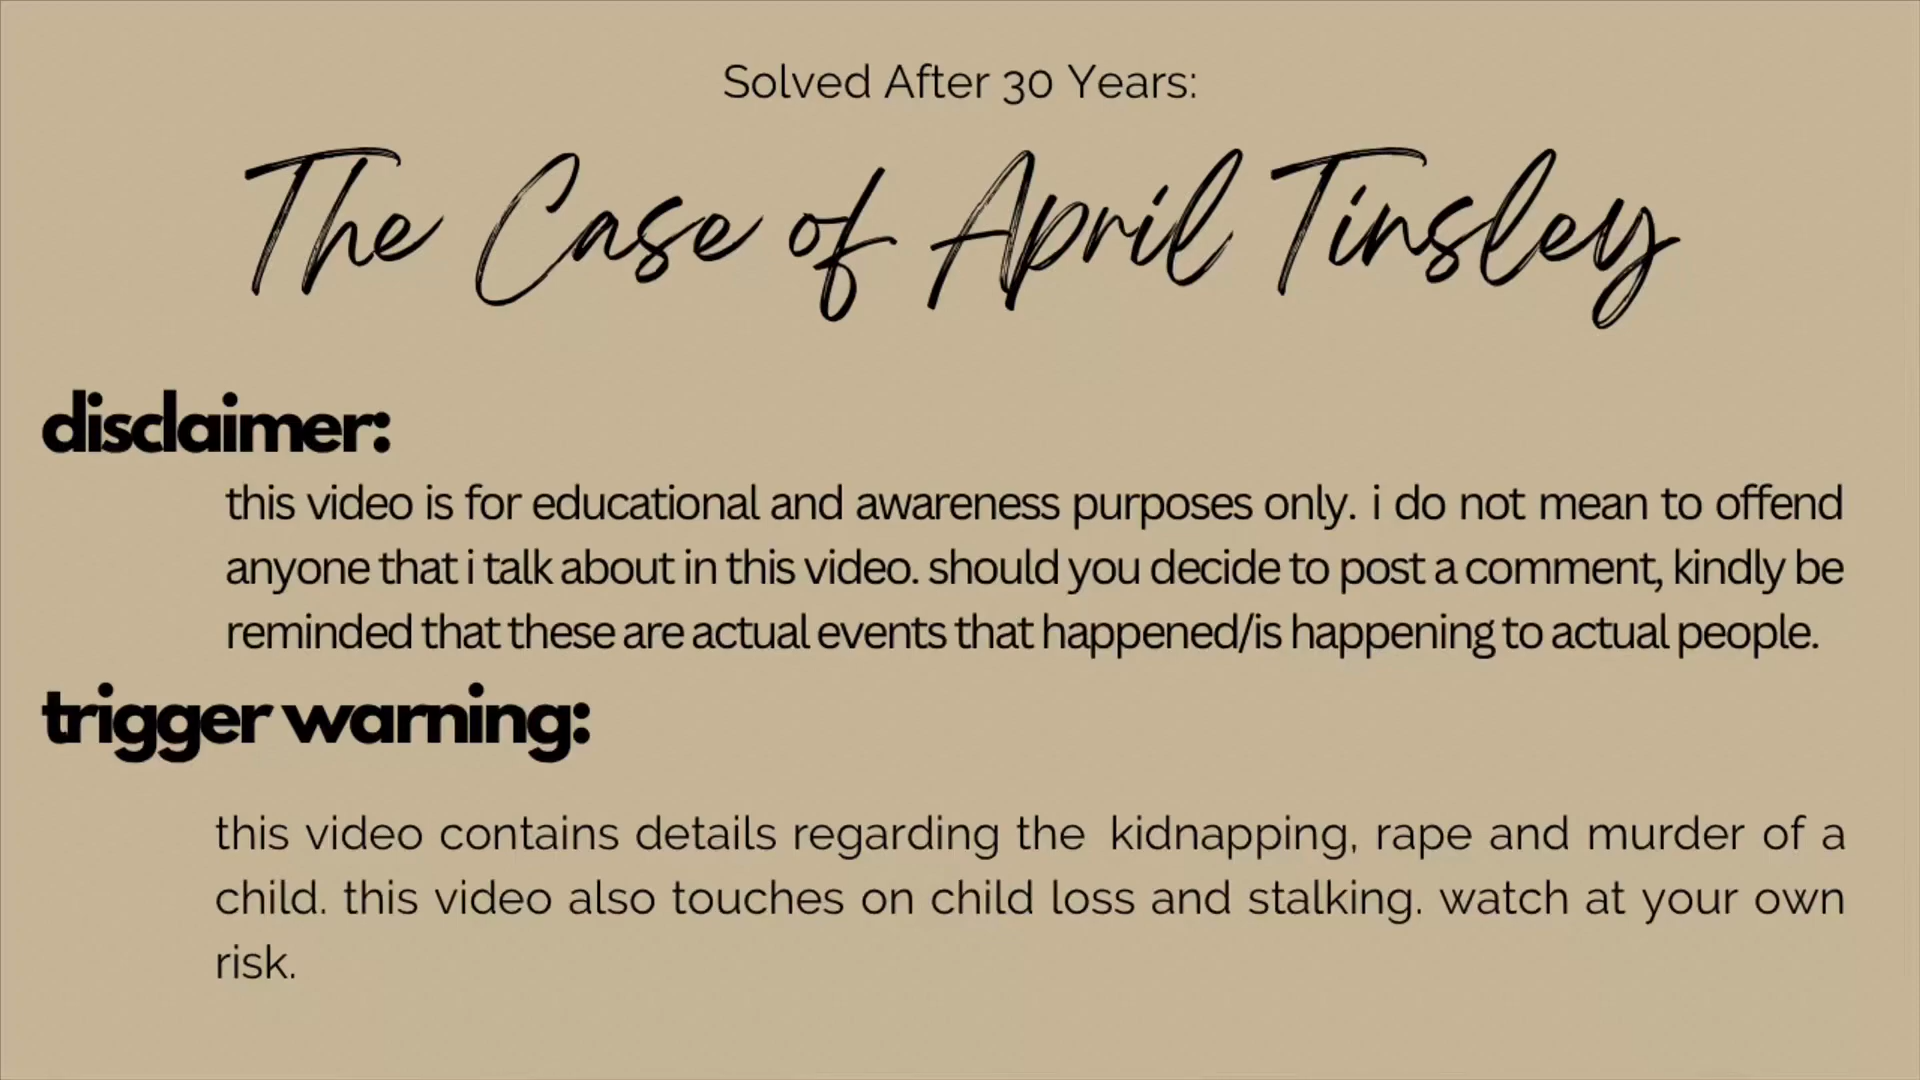 Solved After 30 Years:
The Case of April Tinsley
disclaimer:
this video is for educational and awareness purposes only. i do not mean to offend
anyone that i talk about in this video. should you decide to post a comment, kindly be
reminded that these are actual events that happened/is happening to actual people.
trigger warning:
this video contains details regarding the kidnapping, rape and murder of a
child. this video also touches on child loss and stalking. watch at your own
risk.